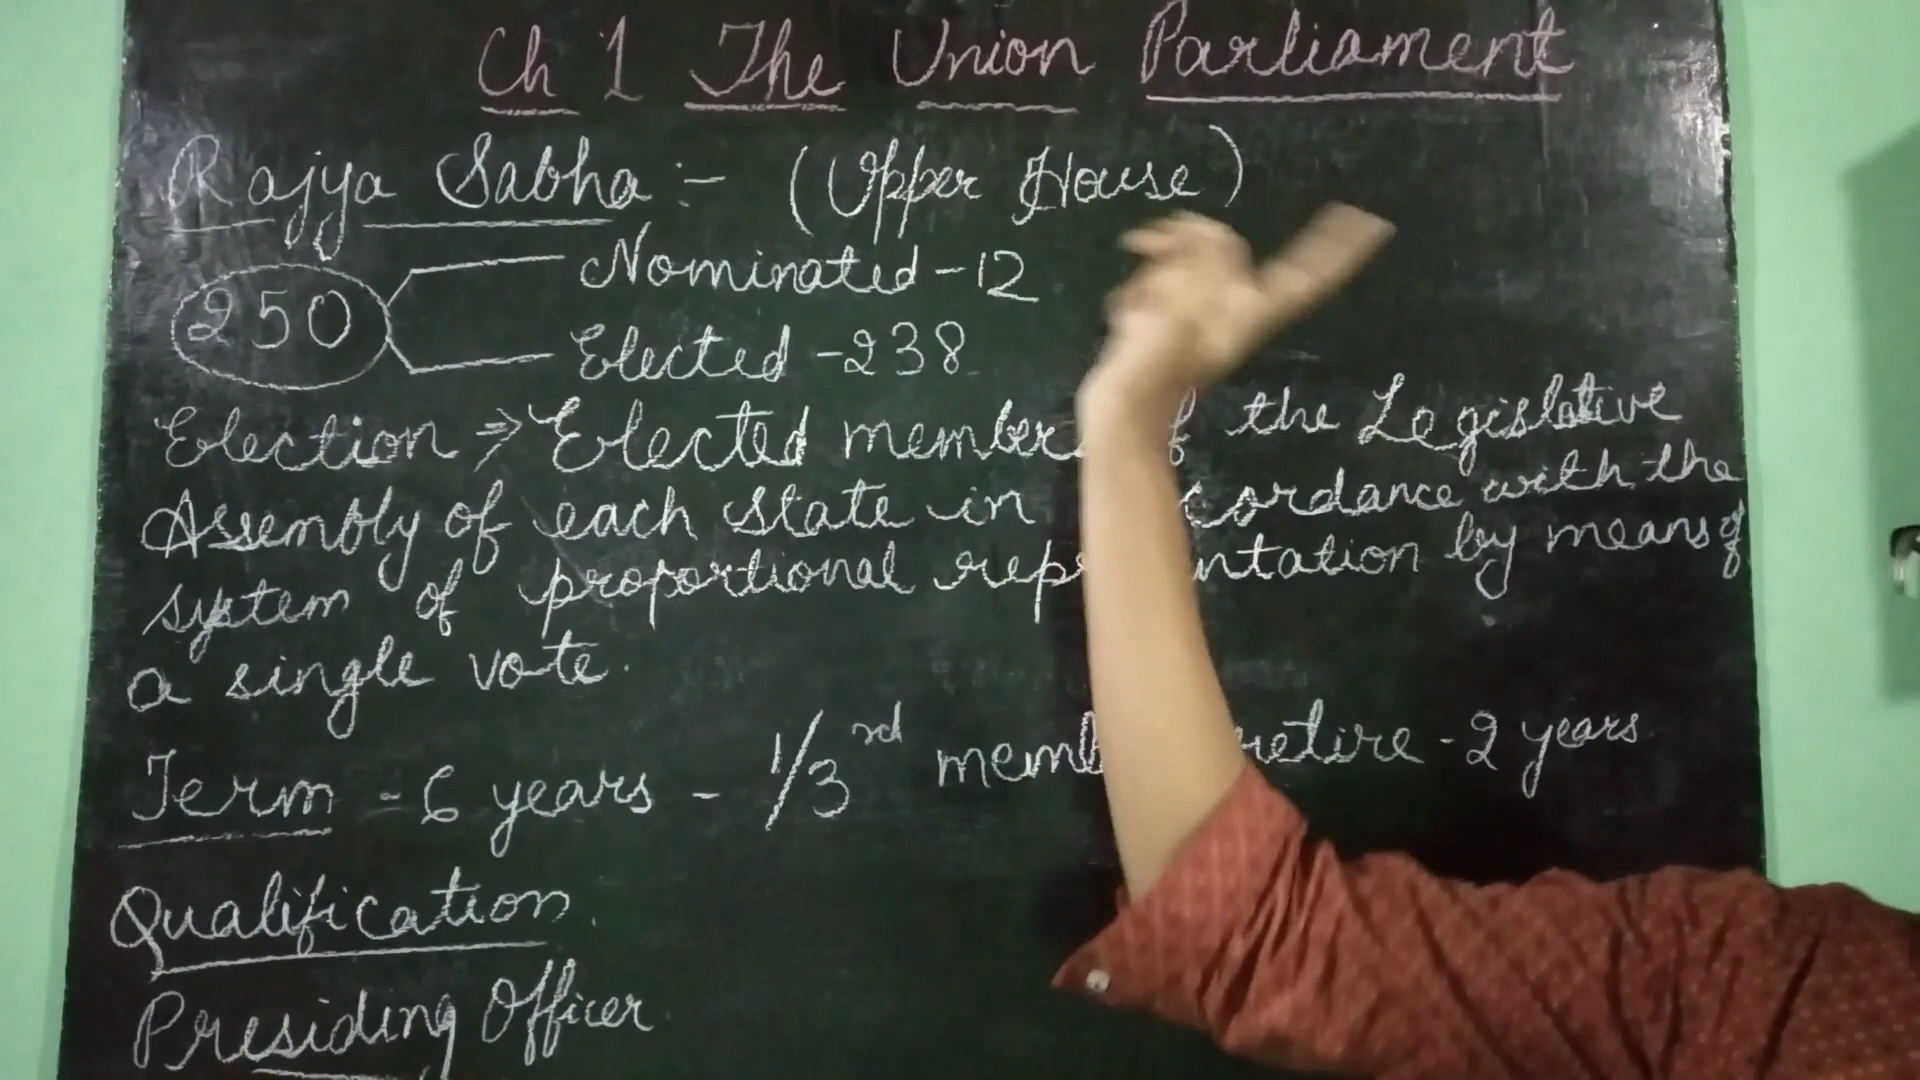 Ch 1 The Union Parliament
Rajya Sabha :- (Upper House)
250
Nominated -12
Elected -238
Election => Elected member f the Legislative
Assembly of each state in cordance with the
system of proportional rep ntation by means of
a single vote.
Term - 6 years - 1/3rd memb retire - 2 years
Qualification
Presiding Officer